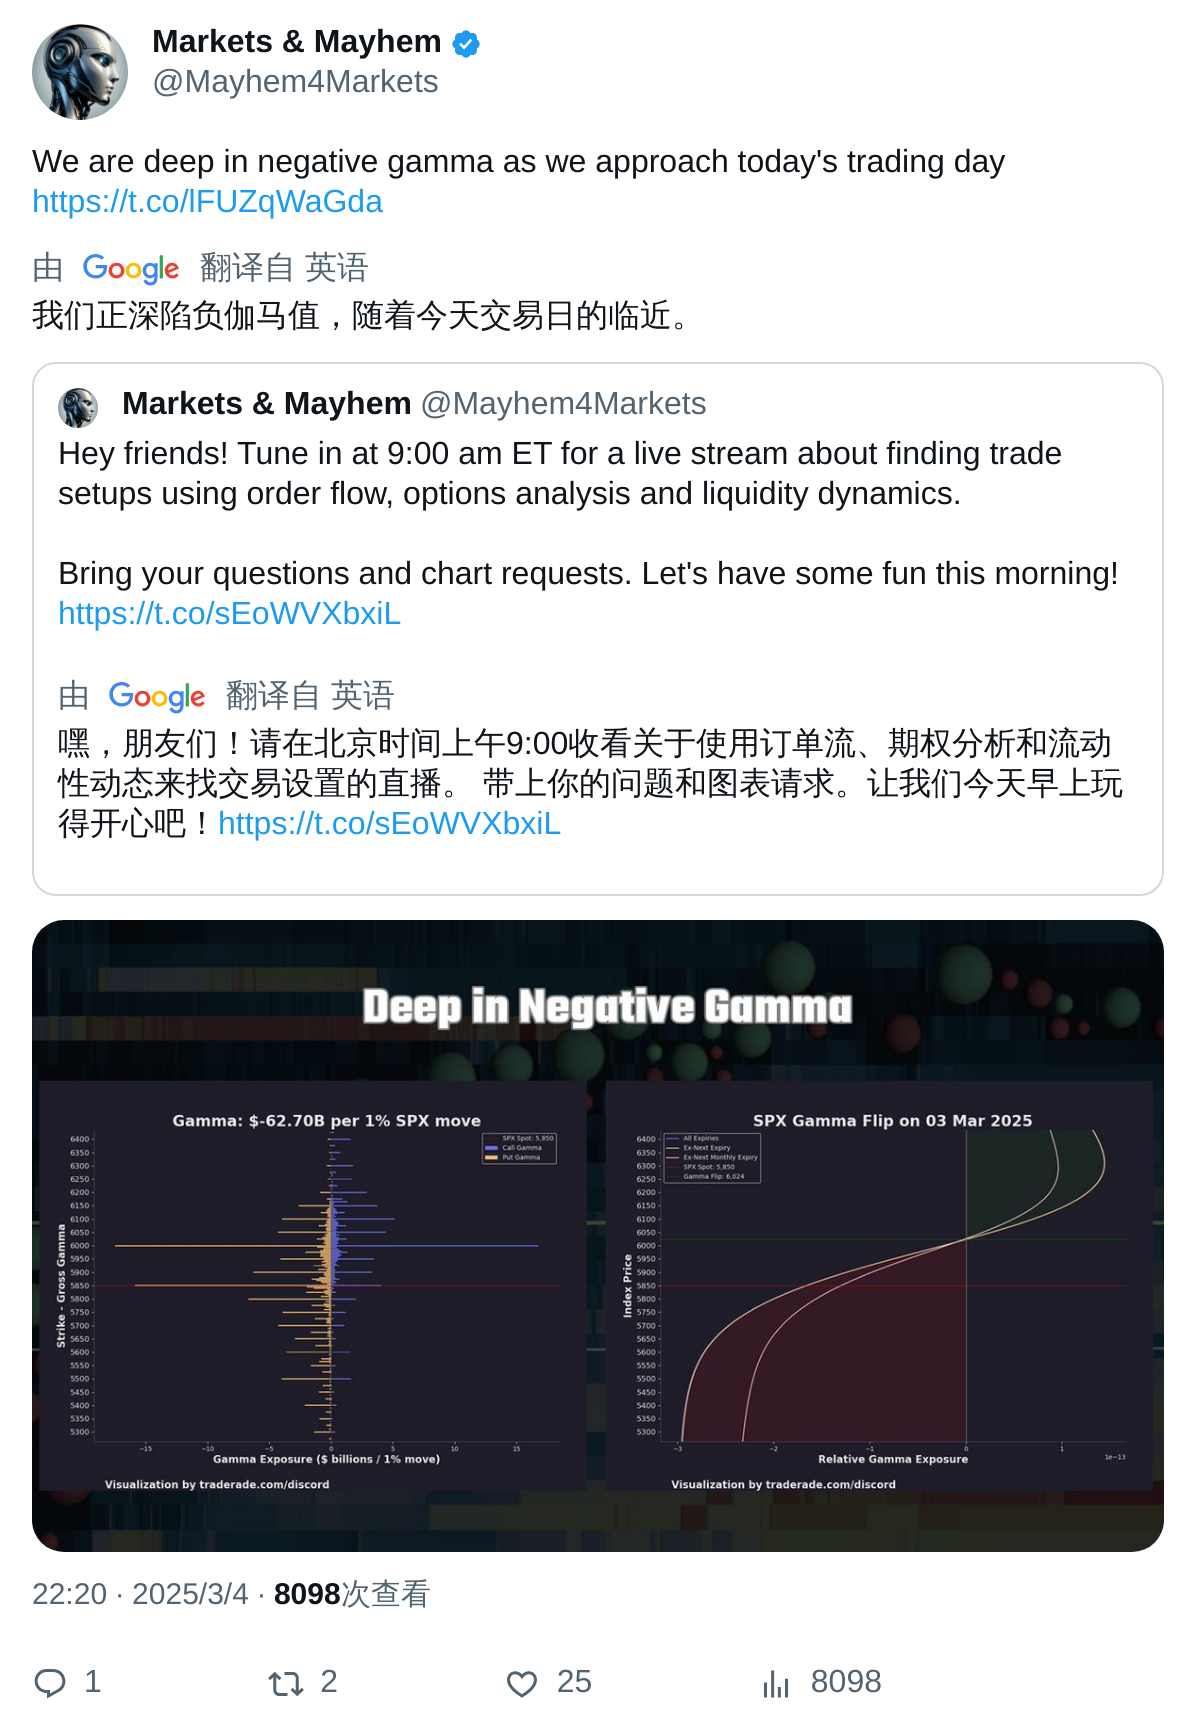 Markets & Mayhem
@Mayhem4Markets
We are deep in negative gamma as we approach today's trading day
https://t.co/lFUZqWaGda
由 Google 翻译自 英语
我们正深陷负伽马值，随着今天交易日的临近。
Markets & Mayhem @Mayhem4Markets
Hey friends! Tune in at 9:00 am ET for a live stream about finding trade
setups using order flow, options analysis and liquidity dynamics.
Bring your questions and chart requests. Let's have some fun this morning!
https://t.co/sEoWVXbxiL
由 Google 翻译自 英语
嘿，朋友们！请在北京时间上午9:00收看关于使用订单流、期权分析和流动
性动态来找交易设置的直播。 带上你的问题和图表请求。让我们今天早上玩
得开心吧！https://t.co/sEoWVXbxiL
Deep in Negative Gamma
Gamma: $-62.70B per 1% SPX move
SPX Spot: 5,850
Call Gamma
Put Gamma
Strike - Gross Gamma
6400
6350
6300
6250
6200
6150
6100
6050
6000
5950
5900
5850
5800
5750
5700
5650
5600
5550
5500
5450
5400
5350
5300
−15 −10 −5 0 5 10 15
Gamma Exposure ($ billions / 1% move)
Visualization by traderade.com/discord
SPX Gamma Flip on 03 Mar 2025
All Expiries
Ex-Next Expiry
Ex-Next Monthly Expiry
SPX Spot: 5,850
Gamma Flip: 6,024
Index Price
6400
6350
6300
6250
6200
6150
6100
6050
6000
5950
5900
5850
5800
5750
5700
5650
5600
5550
5500
5450
5400
5350
5300
−3 −2 −1 0 1
1e−13
Relative Gamma Exposure
Visualization by traderade.com/discord
22:20 · 2025/3/4 · 8098次查看
1 2 25 8098